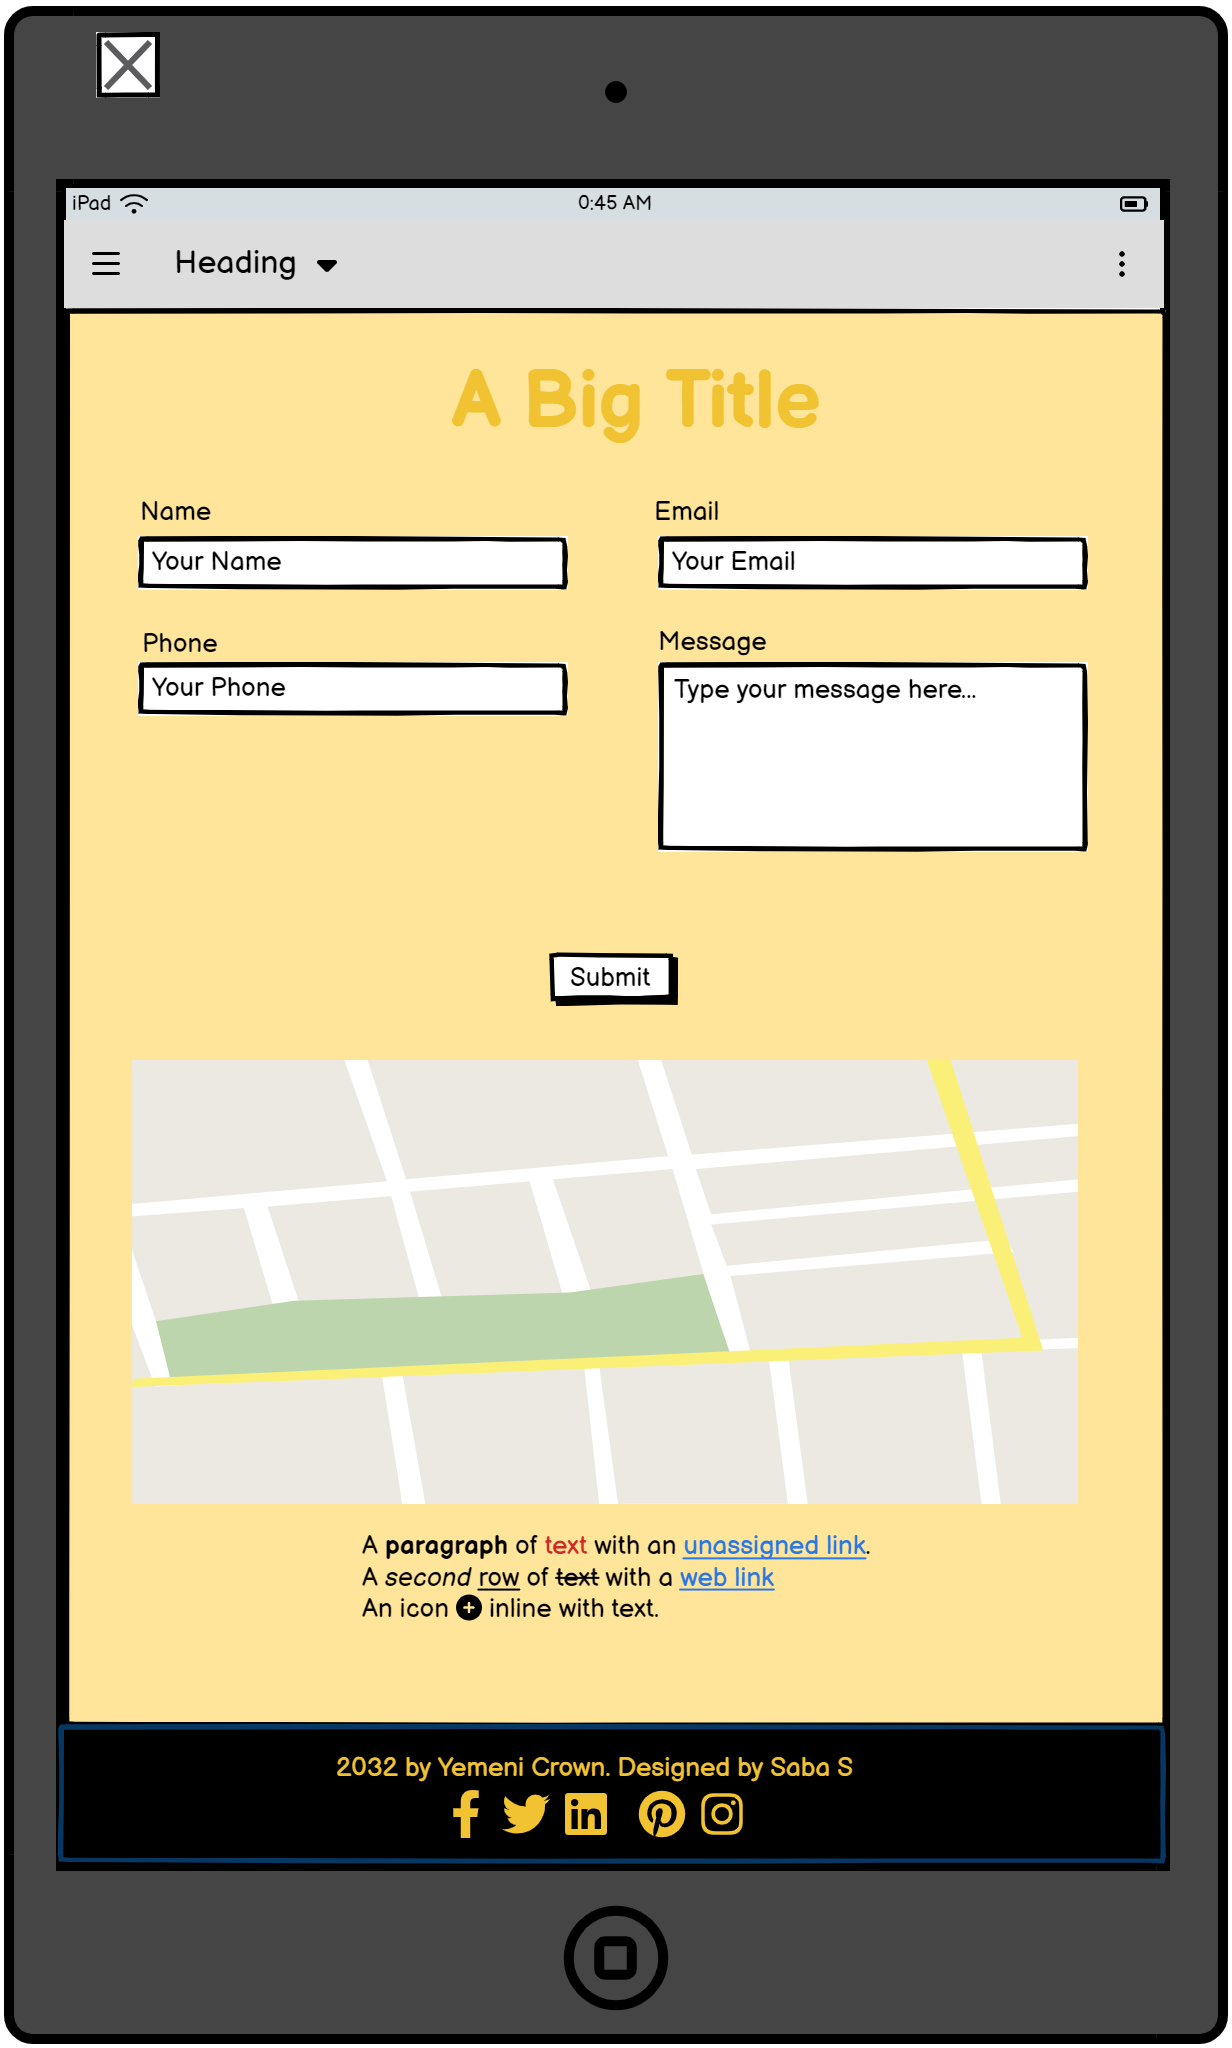 iPad 0:45 AM
Heading
A Big Title
Name
Your Name
Email
Your Email
Phone
Your Phone
Message
Type your message here...
Submit
A paragraph of text with an unassigned link.
A second row of text with a web link
An icon inline with text.
2032 by Yemeni Crown. Designed by Saba S